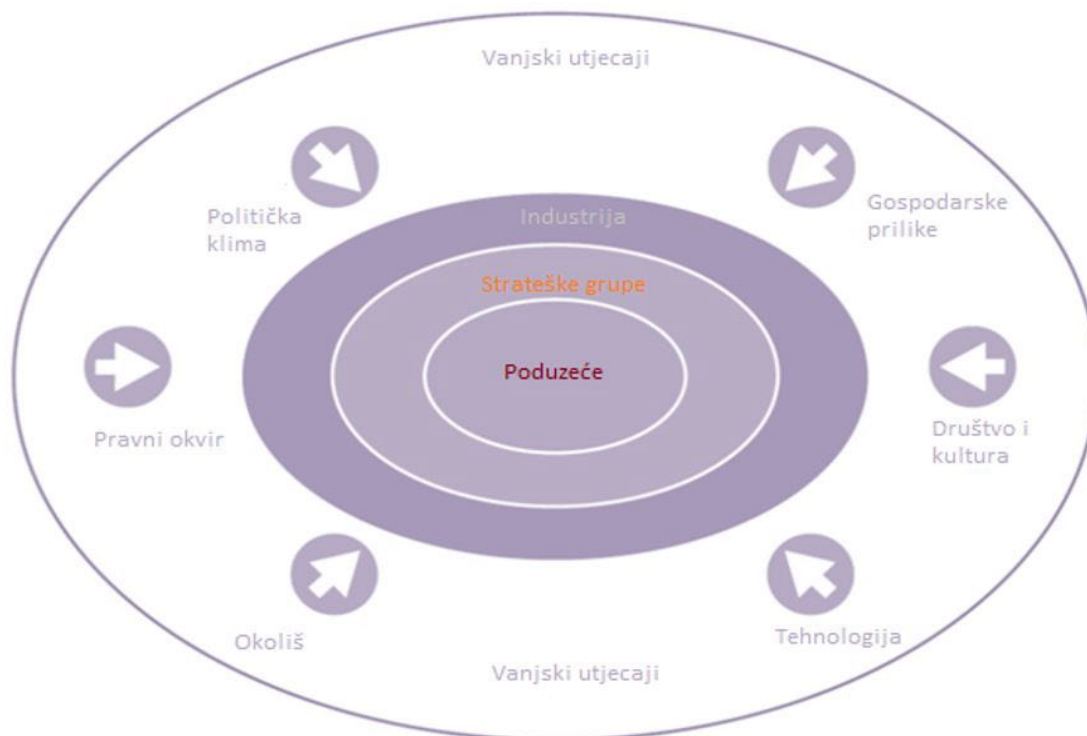 Vanjski utjecaji
Politička
klima
Gospodarske
prilike
Industrija
Strateške grupe
Poduzeće
Pravni okvir
Društvo i
kultura
Okoliš
Tehnologija
Vanjski utjecaji